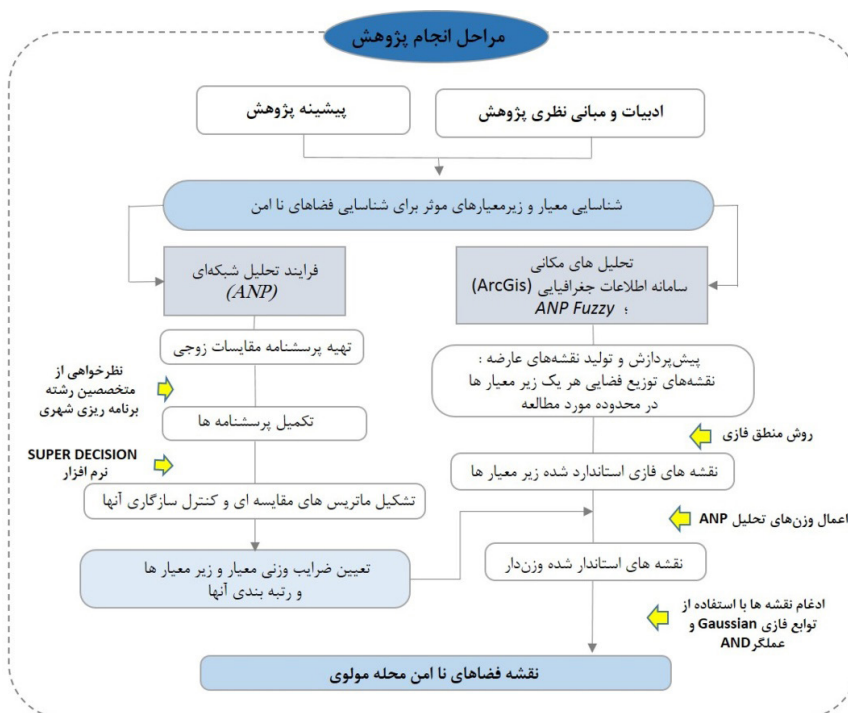 مراحل انجام پژوهش
ادبیات و مبانی نظری پژوهش
پیشینه پژوهش
شناسایی معیار و زیرمعیارهای موثر برای شناسایی فضاهای نا امن
تحلیل های مکانی
سامانه اطلاعات جغرافیایی (ArcGis)
؛ ANP Fuzzy
پیش‌پردازش و تولید نقشه‌های عارضه :
نقشه‌های توزیع فضایی هر یک زیر معیار ها
در محدوده مورد مطالعه
روش منطق فازی
نقشه های فازی استاندارد شده زیر معیار ها
اعمال وزن‌های تحلیل ANP
نقشه های استاندار شده وزن‌دار
ادغام نقشه ها با استفاده از
توابع فازی Gaussian و
عملگر AND
فرایند تحلیل شبکه‌ای
(ANP)
تهیه پرسشنامه مقایسات زوجی
نظرخواهی از
متخصصین رشته
برنامه ریزی شهری
تکمیل پرسشنامه ها
SUPER DECISION
نرم افزار
تشکیل ماتریس های مقایسه ای و کنترل سازگاری آنها
تعیین ضرایب وزنی معیار و زیر معیار ها
و رتبه بندی آنها
نقشه فضاهای نا امن محله مولوی